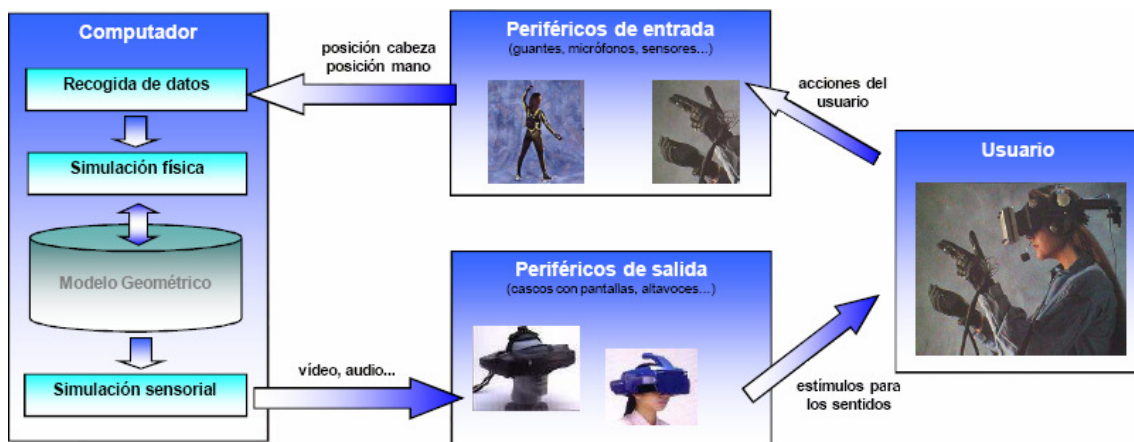 Computador
Recogida de datos
Simulación física
Modelo Geométrico
Simulación sensorial
posición cabeza
posición mano
Periféricos de entrada
(guantes, micrófonos, sensores...)
acciones del
usuario
Usuario
vídeo, audio...
Periféricos de salida
(cascos con pantallas, altavoces...)
estímulos para
los sentidos